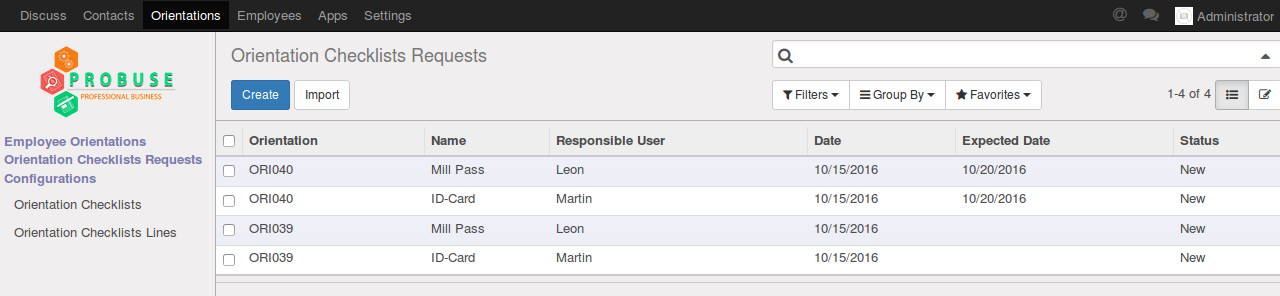 Discuss Contacts Orientations Employees Apps Settings @ Administrator
PROBUSE
PROFESSIONAL BUSINESS
Employee Orientations
Orientation Checklists Requests
Configurations
Orientation Checklists
Orientation Checklists Lines
Orientation Checklists Requests
Create Import
Filters Group By Favorites 1-4 of 4
Orientation Name Responsible User Date Expected Date Status
ORI040 Mill Pass Leon 10/15/2016 10/20/2016 New
ORI040 ID-Card Martin 10/15/2016 10/20/2016 New
ORI039 Mill Pass Leon 10/15/2016 New
ORI039 ID-Card Martin 10/15/2016 New